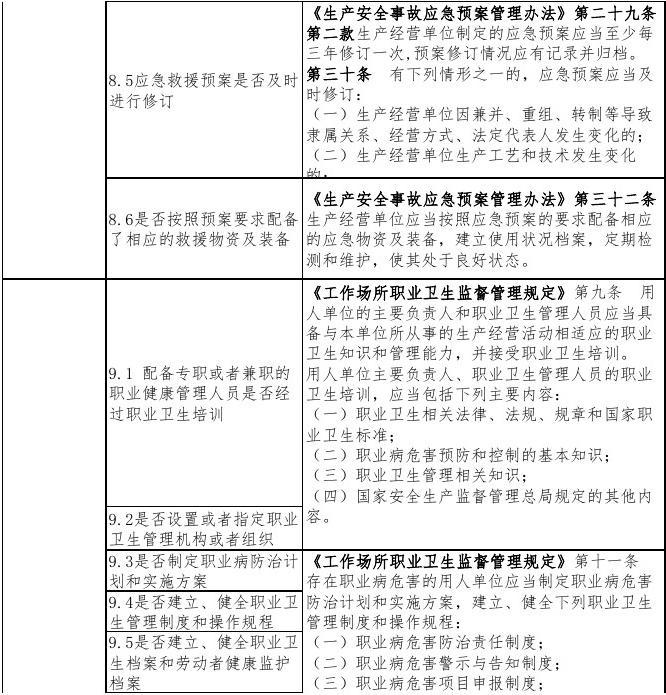 8.5应急救援预案是否及时
进行修订
《生产安全事故应急预案管理办法》第二十九条
第二款生产经营单位制定的应急预案应当至少每
三年修订一次,预案修订情况应有记录并归档。
第三十条 有下列情形之一的，应急预案应当及
时修订：
（一）生产经营单位因兼并、重组、转制等导致
隶属关系、经营方式、法定代表人发生变化的；
（二）生产经营单位生产工艺和技术发生变化
的；
8.6是否按照预案要求配备
了相应的救援物资及装备
《生产安全事故应急预案管理办法》第三十二条
生产经营单位应当按照应急预案的要求配备相应
的应急物资及装备，建立使用状况档案，定期检
测和维护，使其处于良好状态。
9.1 配备专职或者兼职的
职业健康管理人员是否经
过职业卫生培训
9.2是否设置或者指定职业
卫生管理机构或者组织
《工作场所职业卫生监督管理规定》第九条 用
人单位的主要负责人和职业卫生管理人员应当具
备与本单位所从事的生产经营活动相适应的职业
卫生知识和管理能力，并接受职业卫生培训。
用人单位主要负责人、职业卫生管理人员的职业
卫生培训，应当包括下列主要内容：
（一）职业卫生相关法律、法规、规章和国家职
业卫生标准；
（二）职业病危害预防和控制的基本知识；
（三）职业卫生管理相关知识；
（四）国家安全生产监督管理总局规定的其他内
容。
9.3是否制定职业病防治计
划和实施方案
9.4是否建立、健全职业卫
生管理制度和操作规程
9.5是否建立、健全职业卫
生档案和劳动者健康监护
档案
《工作场所职业卫生监督管理规定》第十一条
存在职业病危害的用人单位应当制定职业病危害
防治计划和实施方案，建立、健全下列职业卫生
管理制度和操作规程：
（一）职业病危害防治责任制度；
（二）职业病危害警示与告知制度；
（三）职业病危害项目申报制度；